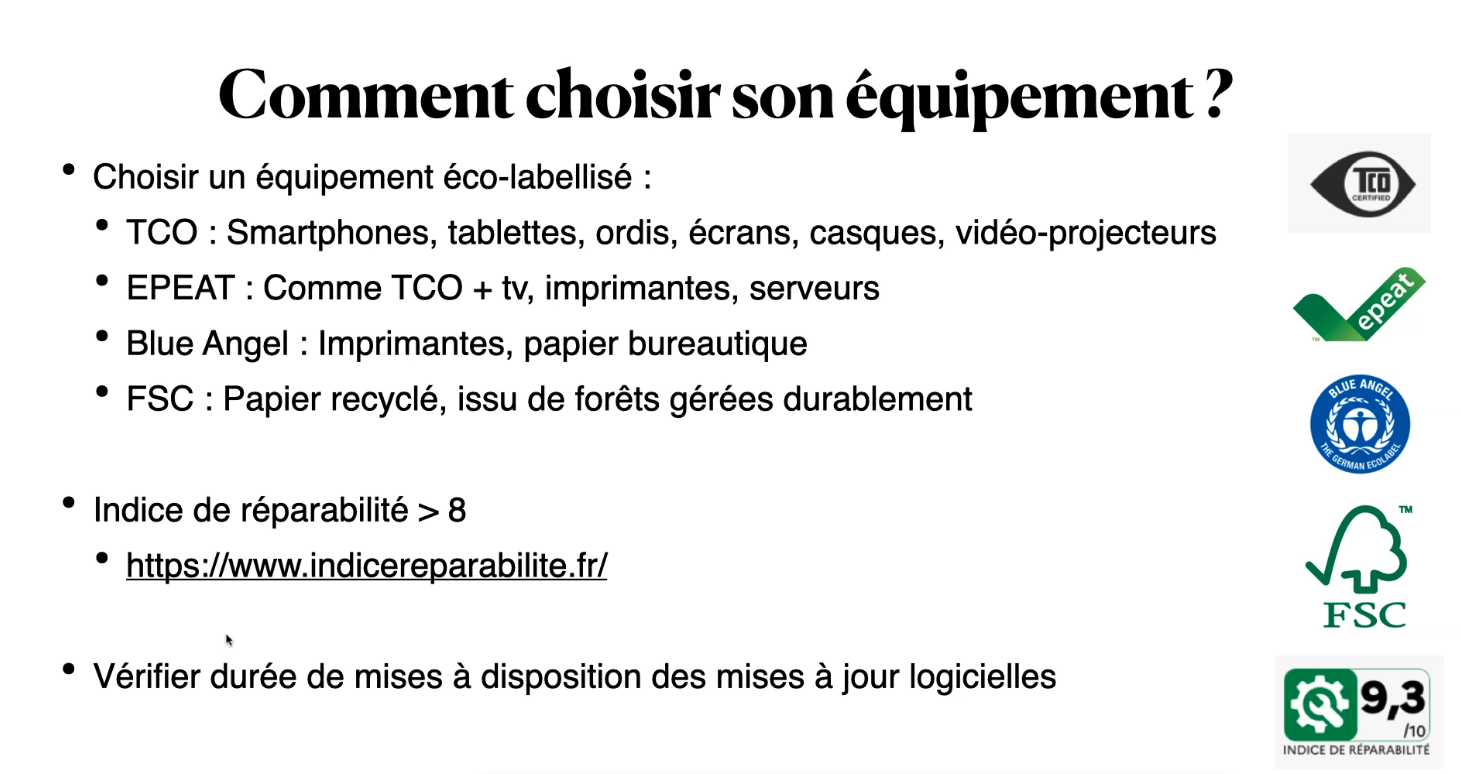 Comment choisir son équipement ?
• Choisir un équipement éco-labellisé :
• TCO : Smartphones, tablettes, ordis, écrans, casques, vidéo-projecteurs
• EPEAT : Comme TCO + tv, imprimantes, serveurs
• Blue Angel : Imprimantes, papier bureautique
• FSC : Papier recyclé, issu de forêts gérées durablement
• Indice de réparabilité > 8
• https://www.indicereparabilite.fr/
• Vérifier durée de mises à disposition des mises à jour logicielles
TCO
CERTIFIED
epeat
TM
BLUE ANGEL
THE GERMAN ECOLABEL
TM
FSC
9,3
/10
INDICE DE RÉPARABILITÉ